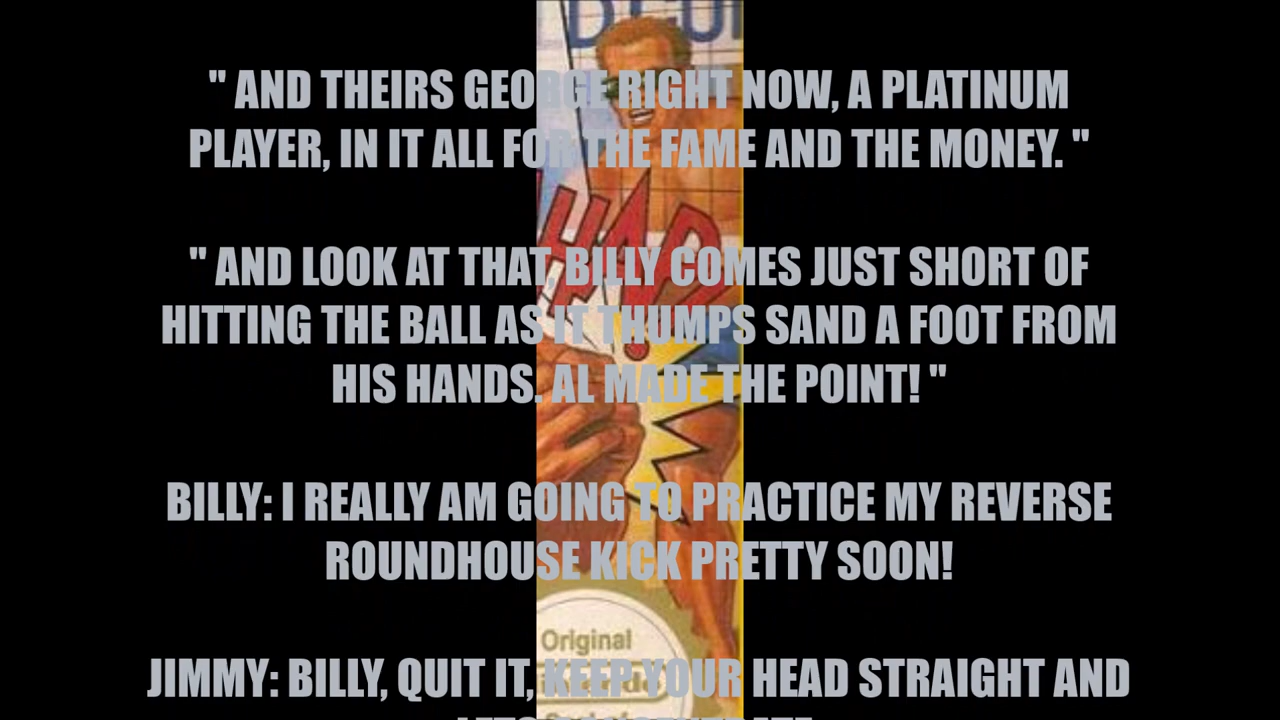 " AND THEIRS GEORGE RIGHT NOW, A PLATINUM
PLAYER, IN IT ALL FOR THE FAME AND THE MONEY. "
" AND LOOK AT THAT, BILLY COMES JUST SHORT OF
HITTING THE BALL AS IT THUMPS SAND A FOOT FROM
HIS HANDS. AL MADE THE POINT! "
BILLY: I REALLY AM GOING TO PRACTICE MY REVERSE
ROUNDHOUSE KICK PRETTY SOON!
Original
JIMMY: BILLY, QUIT IT, KEEP YOUR HEAD STRAIGHT AND